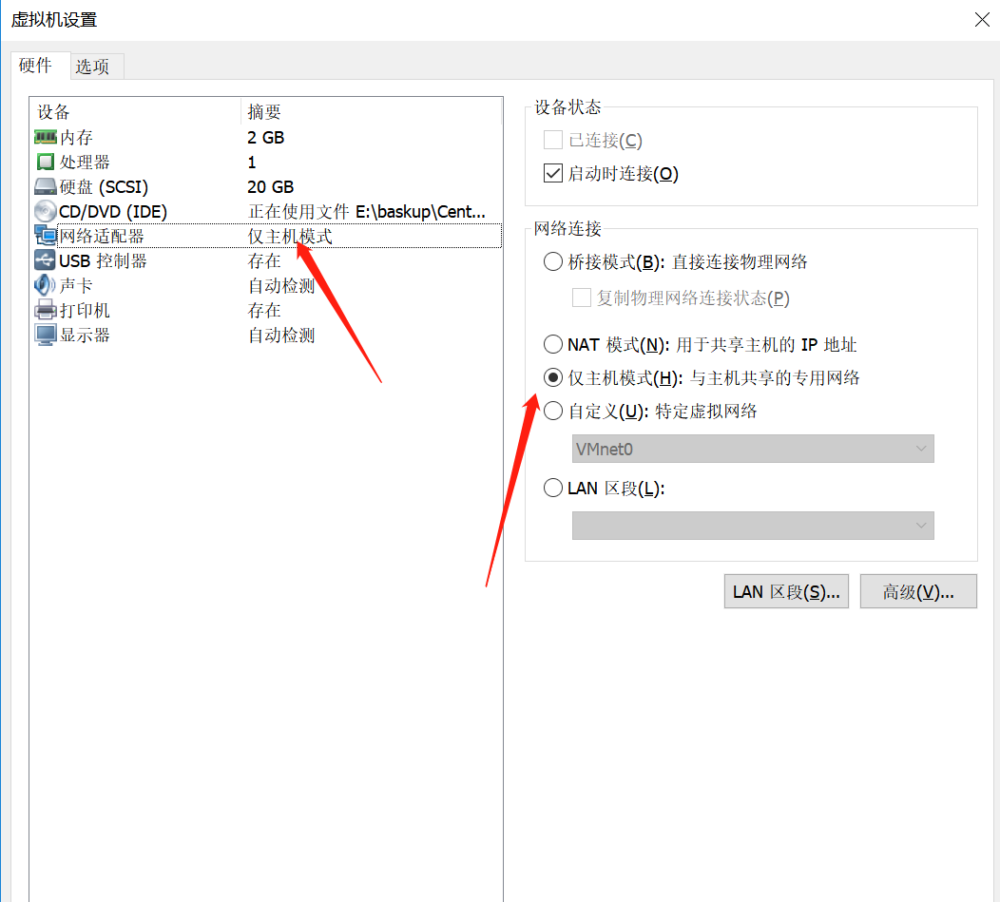 虚拟机设置
硬件 选项
设备 摘要
内存 2 GB
处理器 1
硬盘 (SCSI) 20 GB
CD/DVD (IDE) 正在使用文件 E:\baskup\Cent...
网络适配器 仅主机模式
USB 控制器 存在
声卡 自动检测
打印机 存在
显示器 自动检测
设备状态
已连接(C)
启动时连接(O)
网络连接
桥接模式(B): 直接连接物理网络
复制物理网络连接状态(P)
NAT 模式(N): 用于共享主机的 IP 地址
仅主机模式(H): 与主机共享的专用网络
自定义(U): 特定虚拟网络
VMnet0
LAN 区段(L):
LAN 区段(S)... 高级(V)...